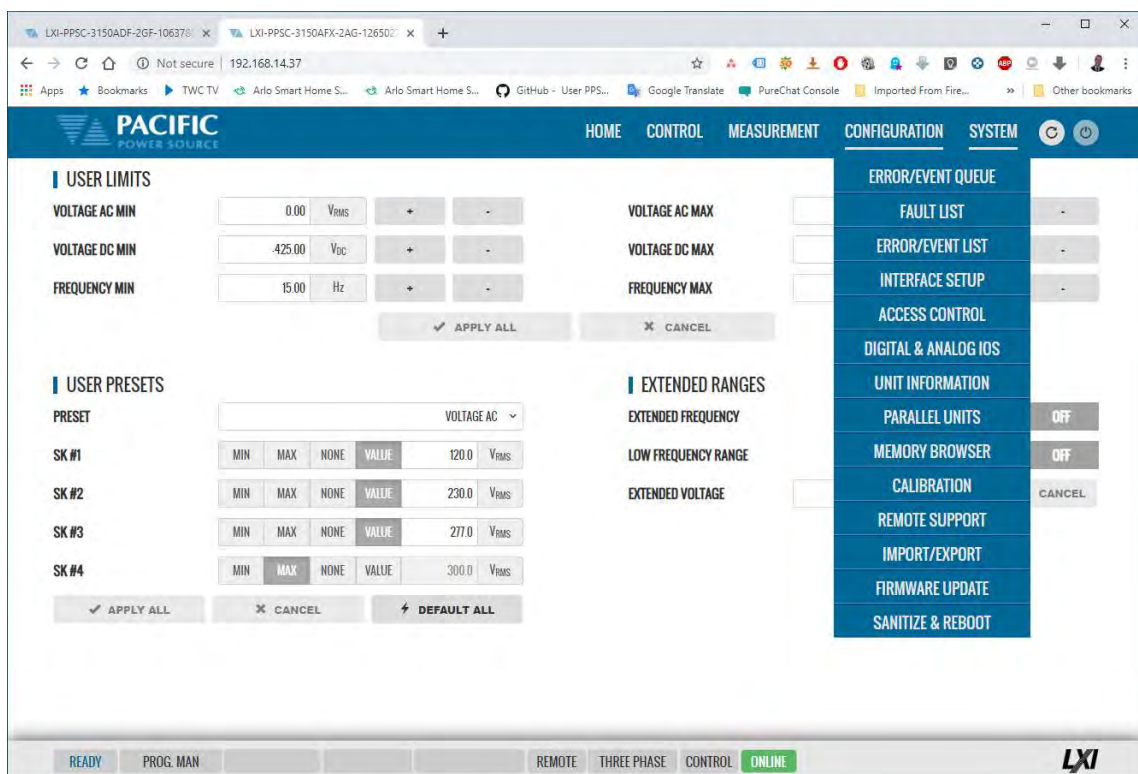 LXI-PPSC-3150ADF-2GF-106378
LXI-PPSC-3150AFX-2AG-126502
Not secure 192.168.14.37
Apps Bookmarks TWC TV Arlo Smart Home S... Arlo Smart Home S... GitHub - User PPS... Google Translate PureChat Console Imported From Fire... » Other bookmarks
PACIFIC
POWER SOURCE
HOME CONTROL MEASUREMENT CONFIGURATION SYSTEM
USER LIMITS
VOLTAGE AC MIN 0.00 VRMS + -
VOLTAGE AC MAX -
VOLTAGE DC MIN -425.00 VDC + -
VOLTAGE DC MAX -
FREQUENCY MIN 15.00 Hz + -
FREQUENCY MAX -
APPLY ALL CANCEL
ERROR/EVENT QUEUE
FAULT LIST
ERROR/EVENT LIST
INTERFACE SETUP
ACCESS CONTROL
DIGITAL & ANALOG IOS
UNIT INFORMATION
PARALLEL UNITS
MEMORY BROWSER
CALIBRATION
REMOTE SUPPORT
IMPORT/EXPORT
FIRMWARE UPDATE
SANITIZE & REBOOT
USER PRESETS
PRESET VOLTAGE AC
SK #1 MIN MAX NONE VALUE 120.0 VRMS
SK #2 MIN MAX NONE VALUE 230.0 VRMS
SK #3 MIN MAX NONE VALUE 277.0 VRMS
SK #4 MIN MAX NONE VALUE 300.0 VRMS
APPLY ALL CANCEL DEFAULT ALL
EXTENDED RANGES
EXTENDED FREQUENCY OFF
LOW FREQUENCY RANGE OFF
EXTENDED VOLTAGE CANCEL
READY PROG. MAN REMOTE THREE PHASE CONTROL ONLINE LXI